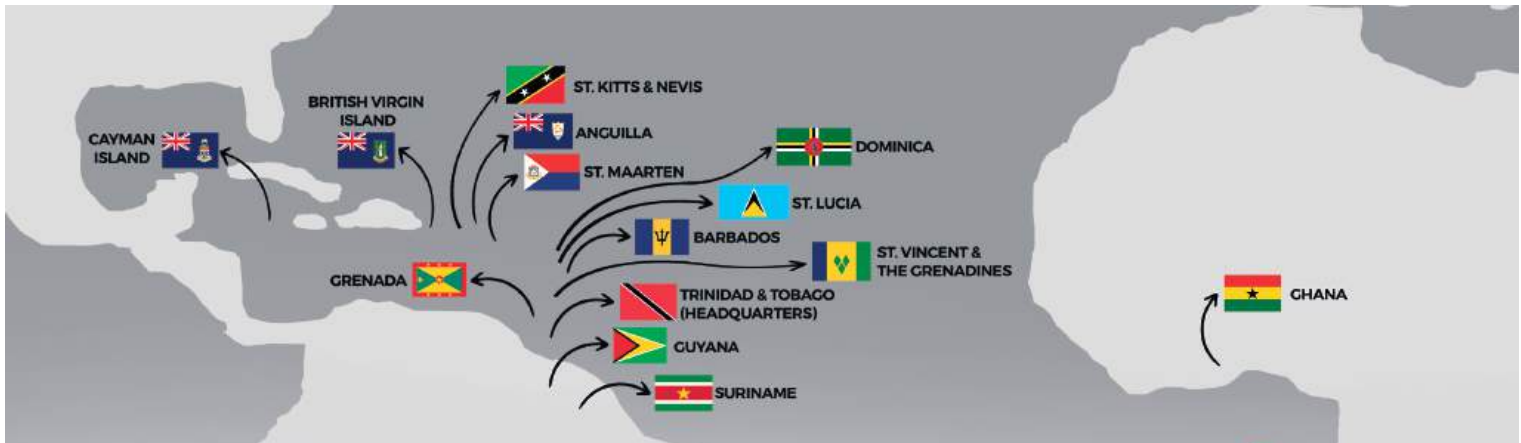 CAYMAN
ISLAND
BRITISH VIRGIN
ISLAND
ST. KITTS & NEVIS
ANGUILLA
ST. MAARTEN
DOMINICA
ST. LUCIA
BARBADOS
ST. VINCENT &
THE GRENADINES
GRENADA
TRINIDAD & TOBAGO
(HEADQUARTERS)
GUYANA
SURINAME
GHANA